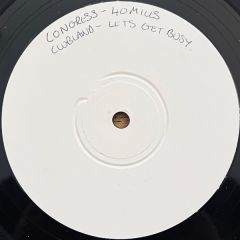 CONGRESS - 40 MILES
CLUBLAND - LETS GET BUSY.